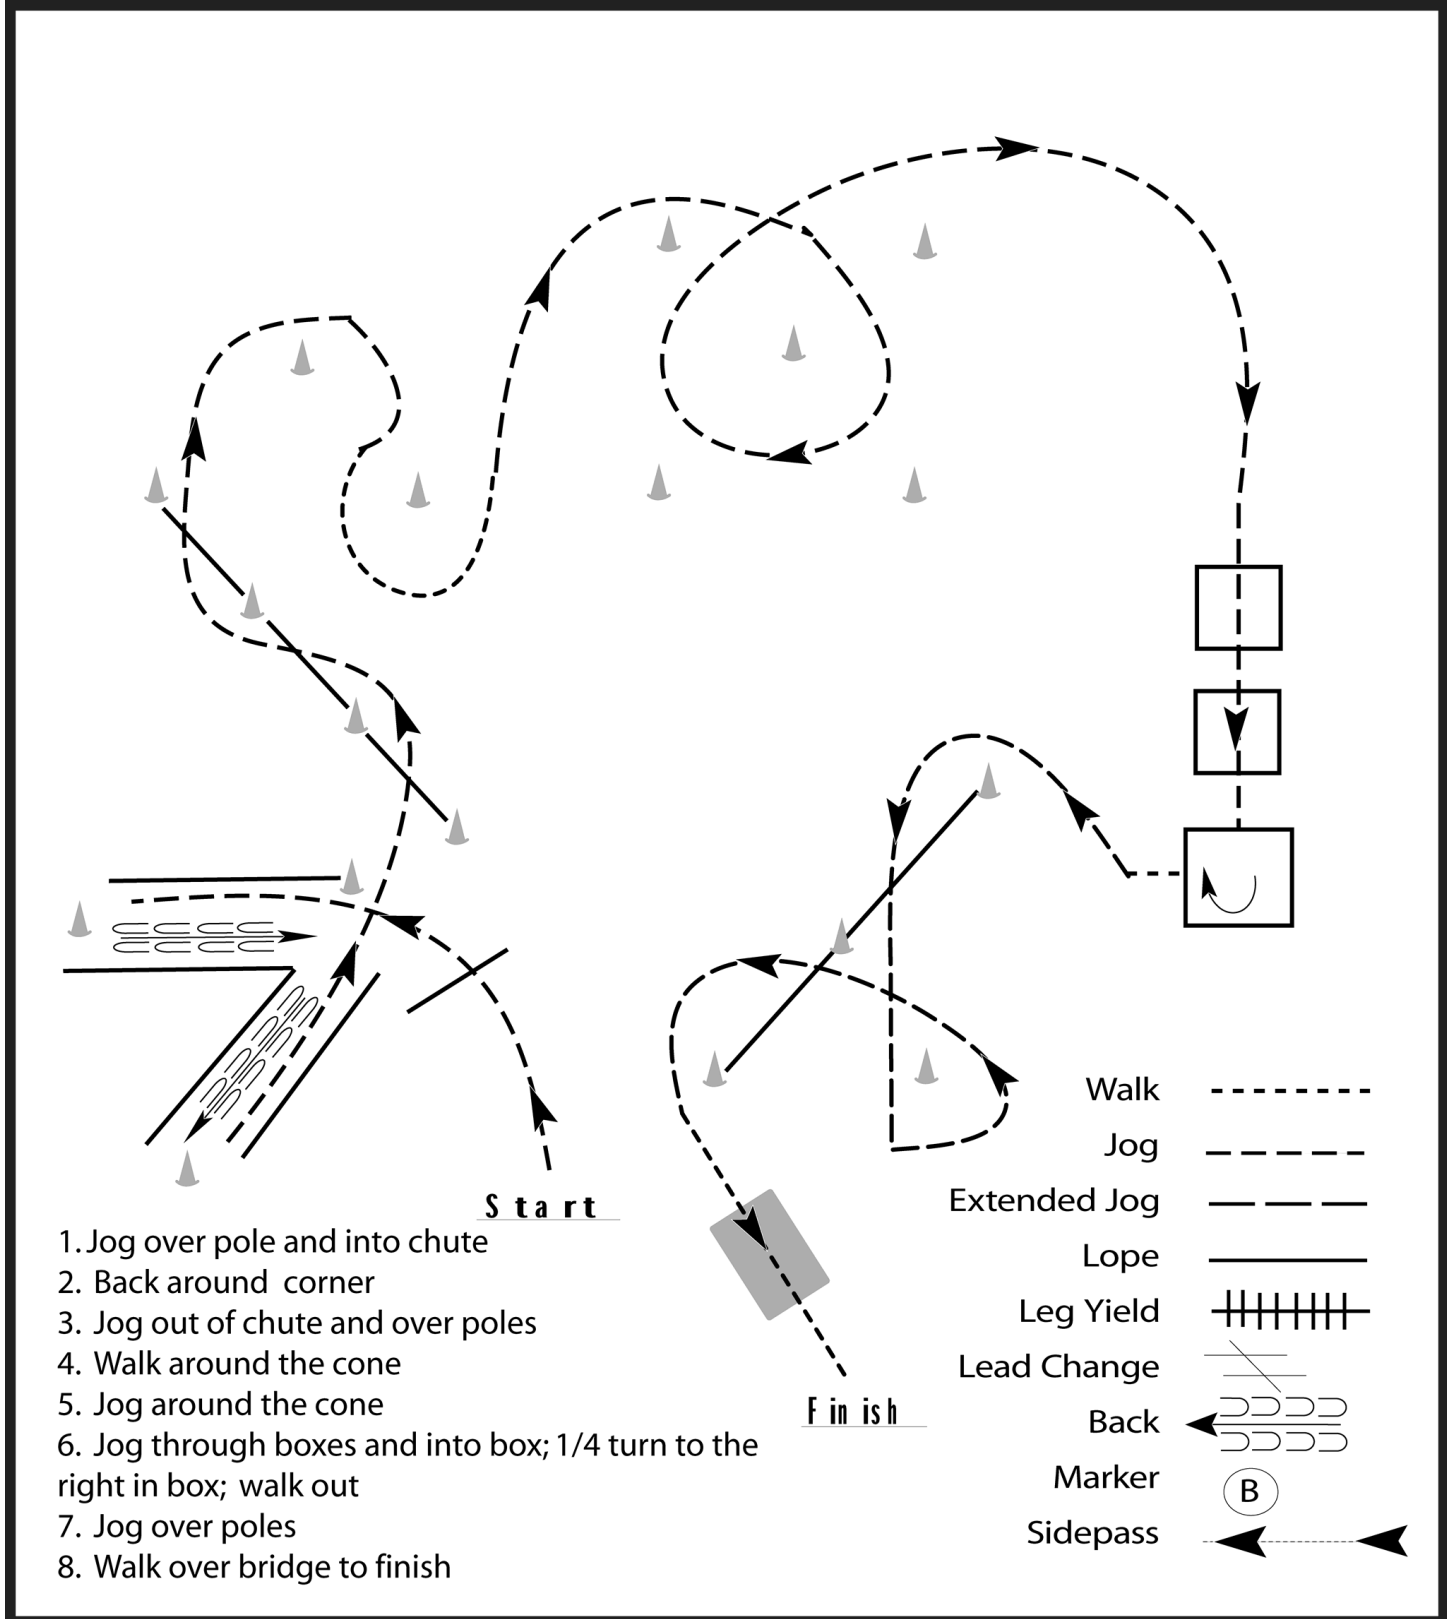 Start
Finish
1. Jog over pole and into chute
2. Back around corner
3. Jog out of chute and over poles
4. Walk around the cone
5. Jog around the cone
6. Jog through boxes and into box; 1/4 turn to the
right in box; walk out
7. Jog over poles
8. Walk over bridge to finish
Walk
Jog
Extended Jog
Lope
Leg Yield
Lead Change
Back
Marker B
Sidepass